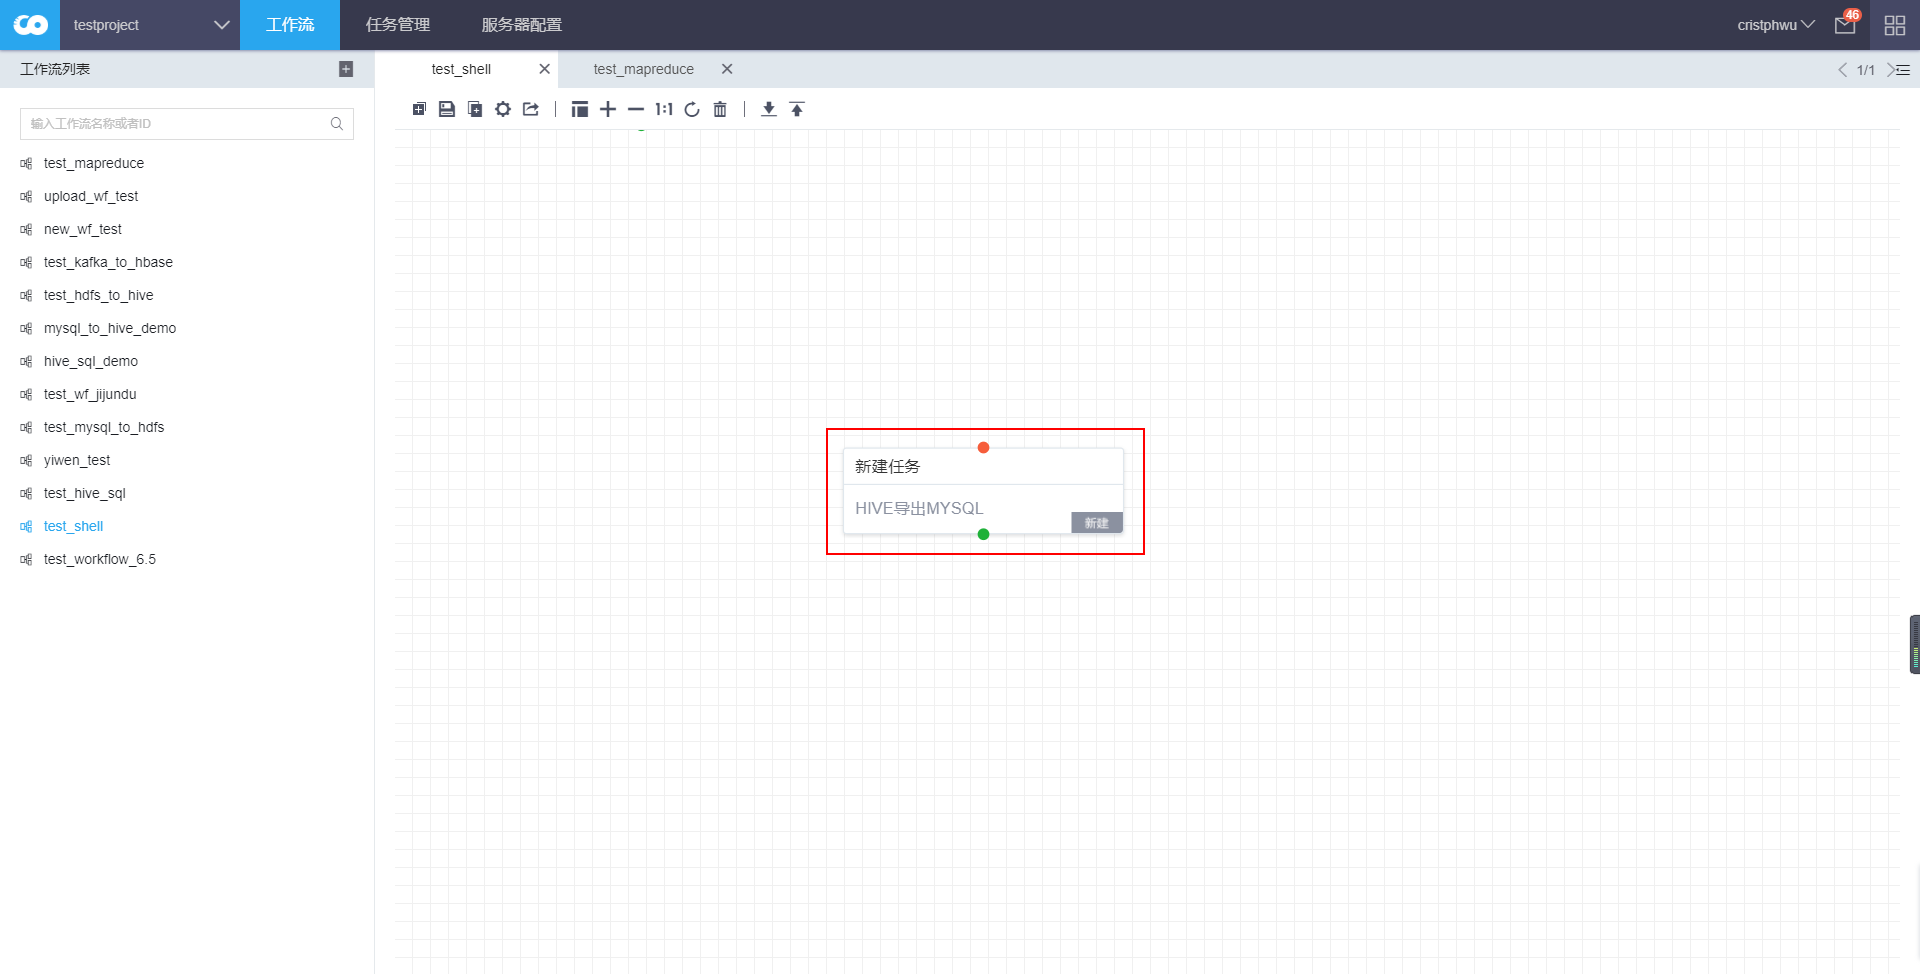 testproject
工作流
任务管理
服务器配置
cristphwu
46
工作流列表
test_shell
test_mapreduce
1/1
输入工作流名称或者ID
1:1
test_mapreduce
upload_wf_test
new_wf_test
test_kafka_to_hbase
test_hdfs_to_hive
mysql_to_hive_demo
hive_sql_demo
test_wf_jijundu
test_mysql_to_hdfs
yiwen_test
test_hive_sql
test_shell
test_workflow_6.5
新建任务
HIVE导出MYSQL
新建